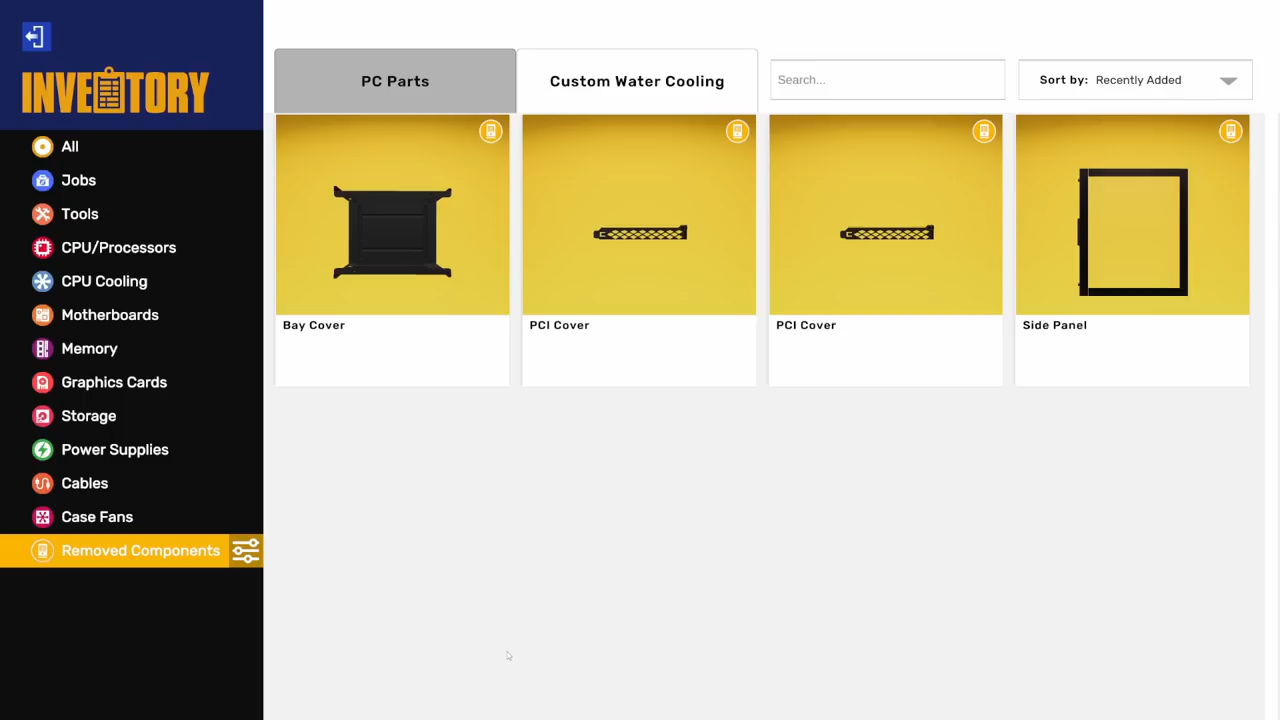 INVENTORY
All
Jobs
Tools
CPU/Processors
CPU Cooling
Motherboards
Memory
Graphics Cards
Storage
Power Supplies
Cables
Case Fans
Removed Components
PC Parts
Custom Water Cooling
Search...
Sort by: Recently Added
Bay Cover
PCI Cover
PCI Cover
Side Panel